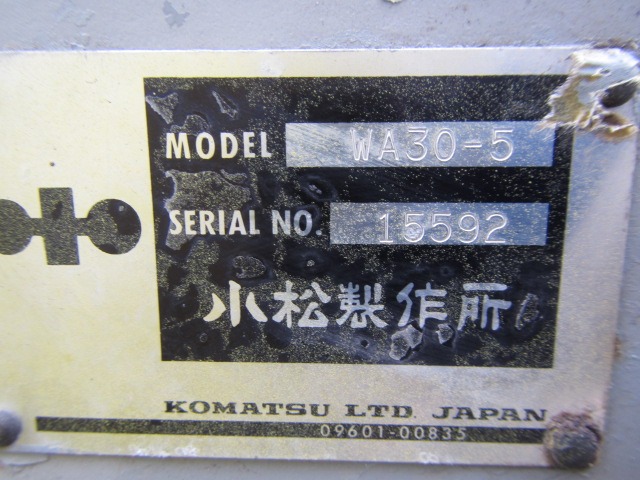 MODEL WA30-5
SERIAL NO. 15592
小松製作所
KOMATSU LTD. JAPAN
09601-00835